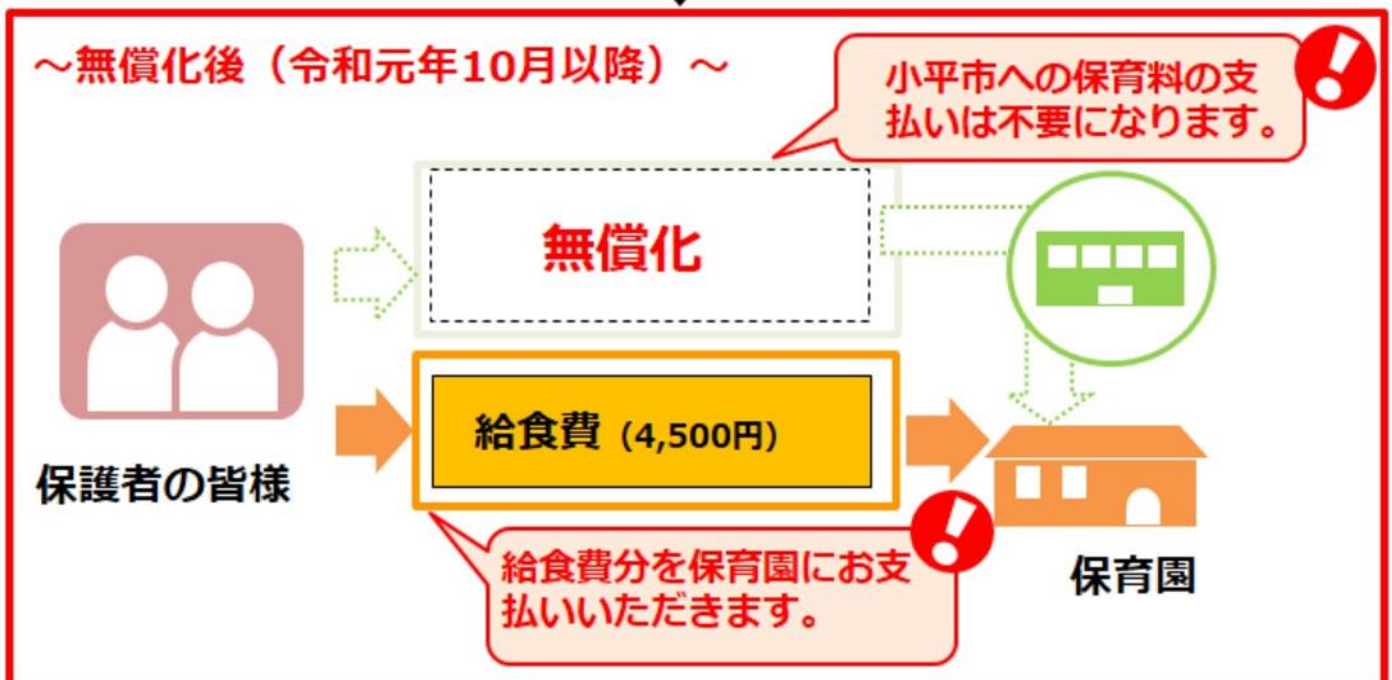 ～無償化後（令和元年10月以降）～
小平市への保育料の支
払いは不要になります。
無償化
給食費（4,500円）
保護者の皆様
給食費分を保育園にお支
払いいただきます。
保育園